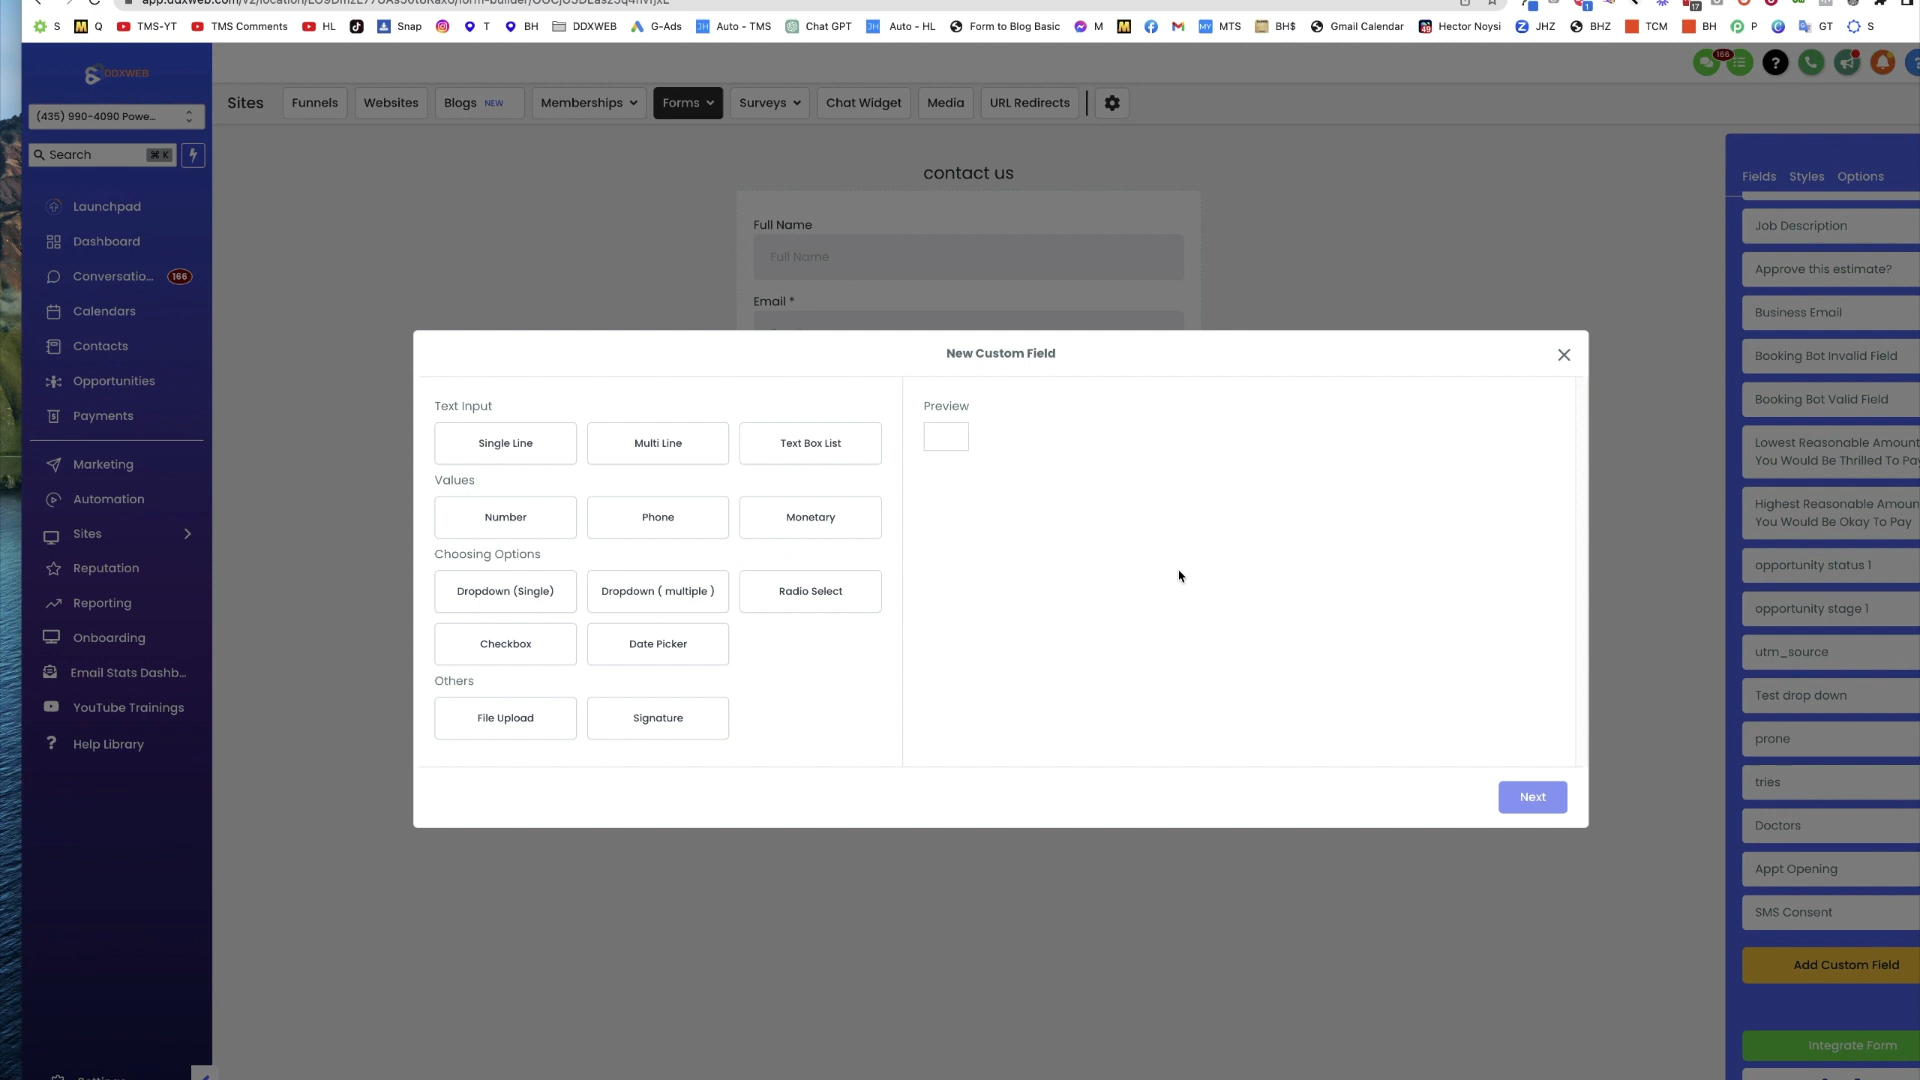 S
Q
TMS-YT
TMS Comments
HL
Snap
T
BH
DDXWEB
G-Ads
Auto - TMS
Chat GPT
Auto - HL
Form to Blog Basic
M
MTS
BH$
Gmail Calendar
Hector Noysi
JHZ
BHZ
TCM
BH
P
GT
S
DDXWEB
(435) 990-4090 Powe...
Search
⌘ K
Launchpad
Dashboard
Conversatio...
166
Calendars
Contacts
Opportunities
Payments
Marketing
Automation
Sites
Reputation
Reporting
Onboarding
Email Stats Dashb...
YouTube Trainings
Help Library
Sites
Funnels
Websites
Blogs NEW
Memberships
Forms
Surveys
Chat Widget
Media
URL Redirects
166
contact us
Full Name
Full Name
Email *
New Custom Field
Text Input
Single Line
Multi Line
Text Box List
Values
Number
Phone
Monetary
Choosing Options
Dropdown (Single)
Dropdown ( multiple )
Radio Select
Checkbox
Date Picker
Others
File Upload
Signature
Preview
Next
Fields
Styles
Options
Job Description
Approve this estimate?
Business Email
Booking Bot Invalid Field
Booking Bot Valid Field
Lowest Reasonable Amount
You Would Be Thrilled To Pay
Highest Reasonable Amoun
You Would Be Okay To Pay
opportunity status 1
opportunity stage 1
utm_source
Test drop down
prone
tries
Doctors
Appt Opening
SMS Consent
Add Custom Field
Integrate Form